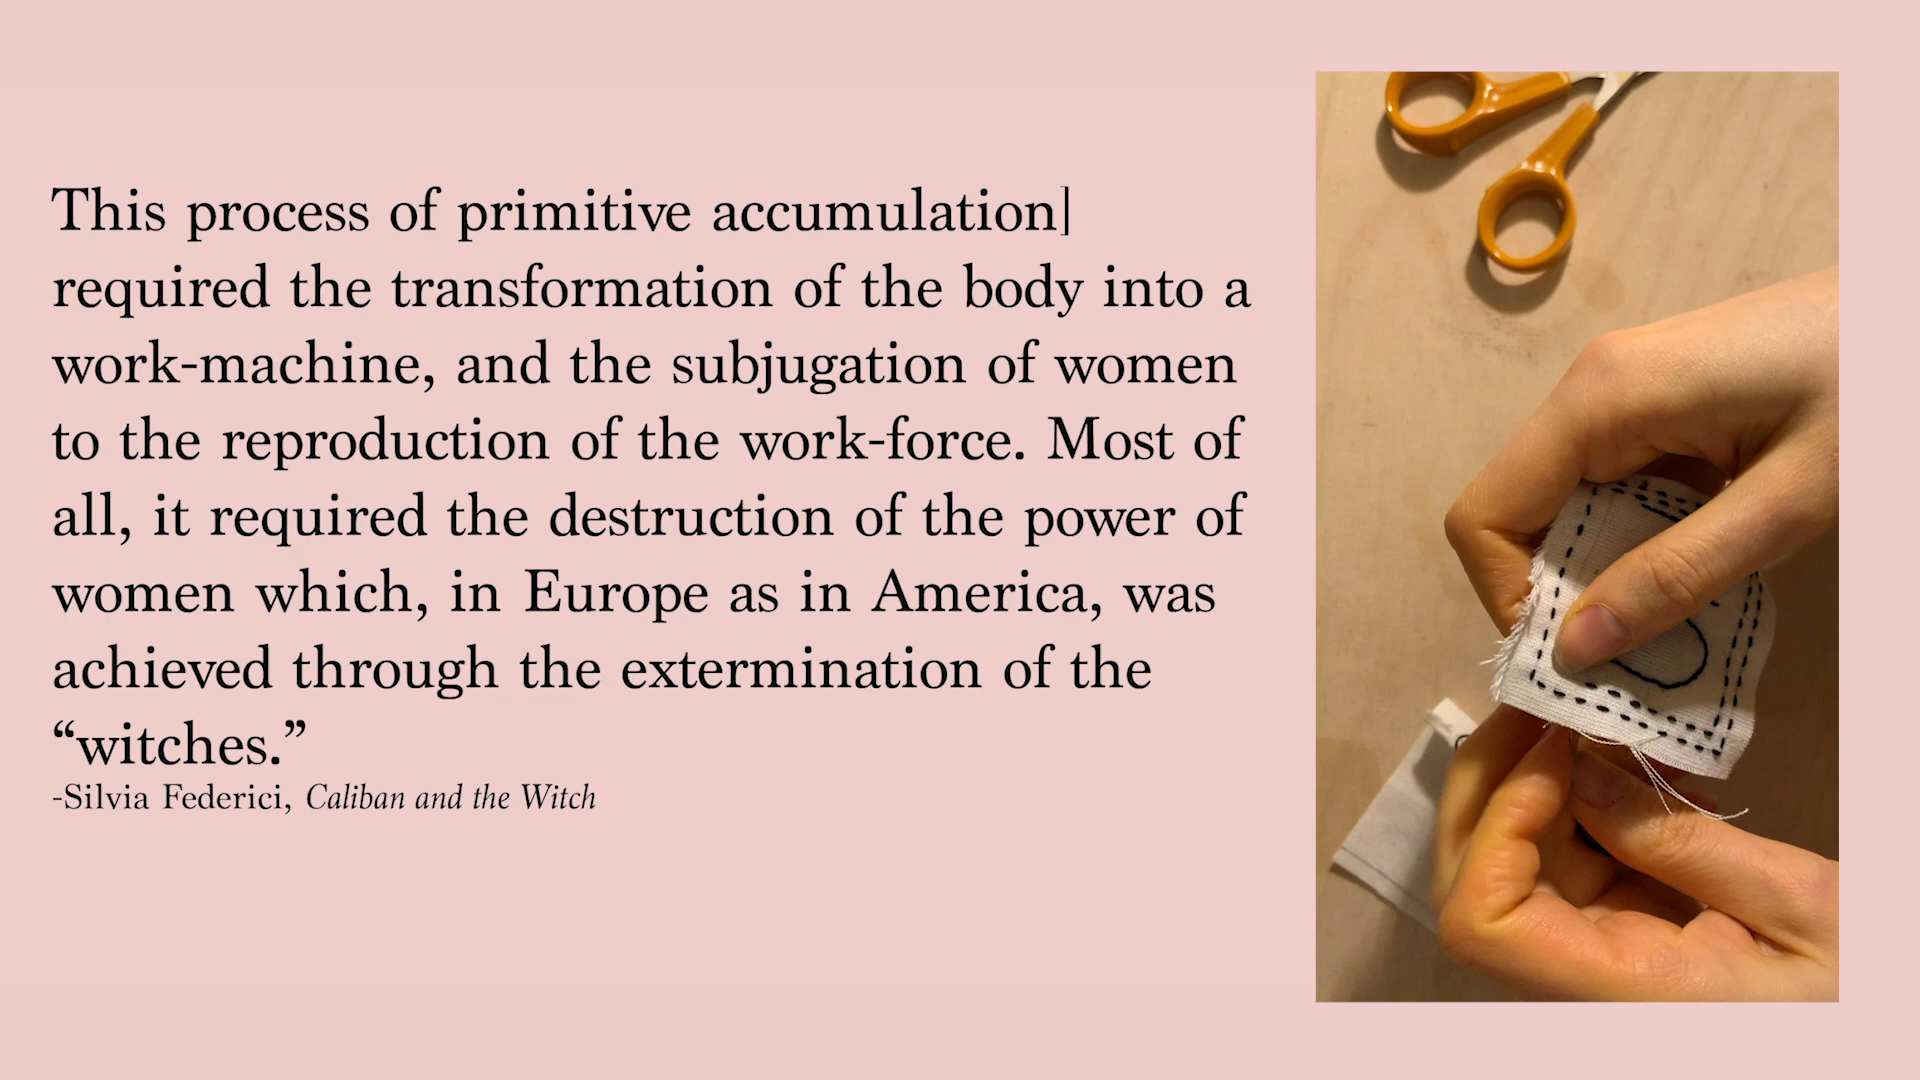 This process of primitive accumulation]
required the transformation of the body into a
work-machine, and the subjugation of women
to the reproduction of the work-force. Most of
all, it required the destruction of the power of
women which, in Europe as in America, was
achieved through the extermination of the
“witches.”
-Silvia Federici, Caliban and the Witch